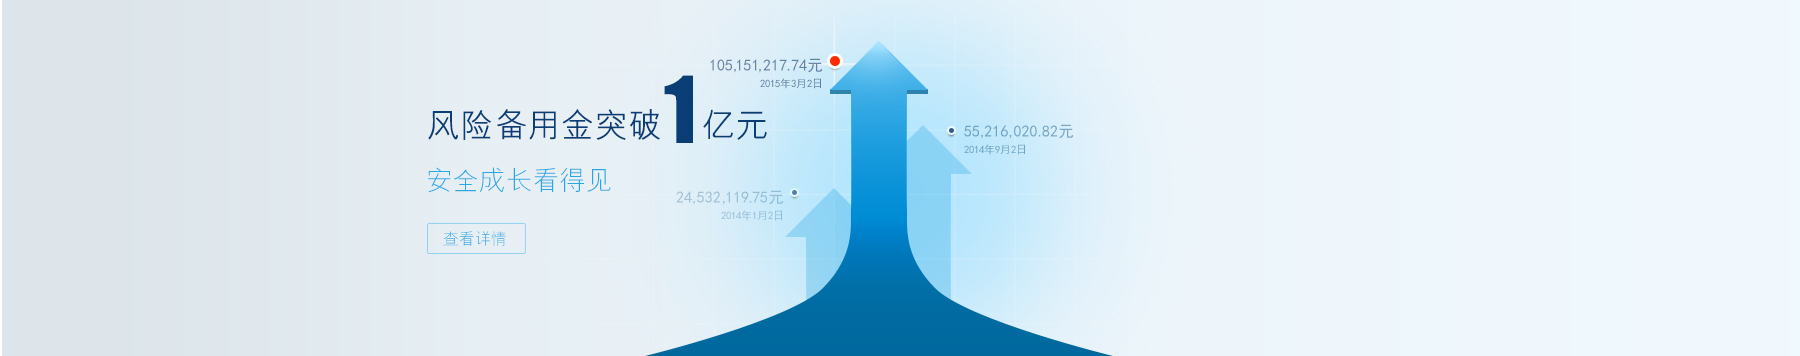 风险备用金突破1亿元
安全成长看得见
查看详情
105,151,217.74元
2015年3月2日
55,216,020.82元
2014年9月2日
24,532,119.75元
2014年1月2日